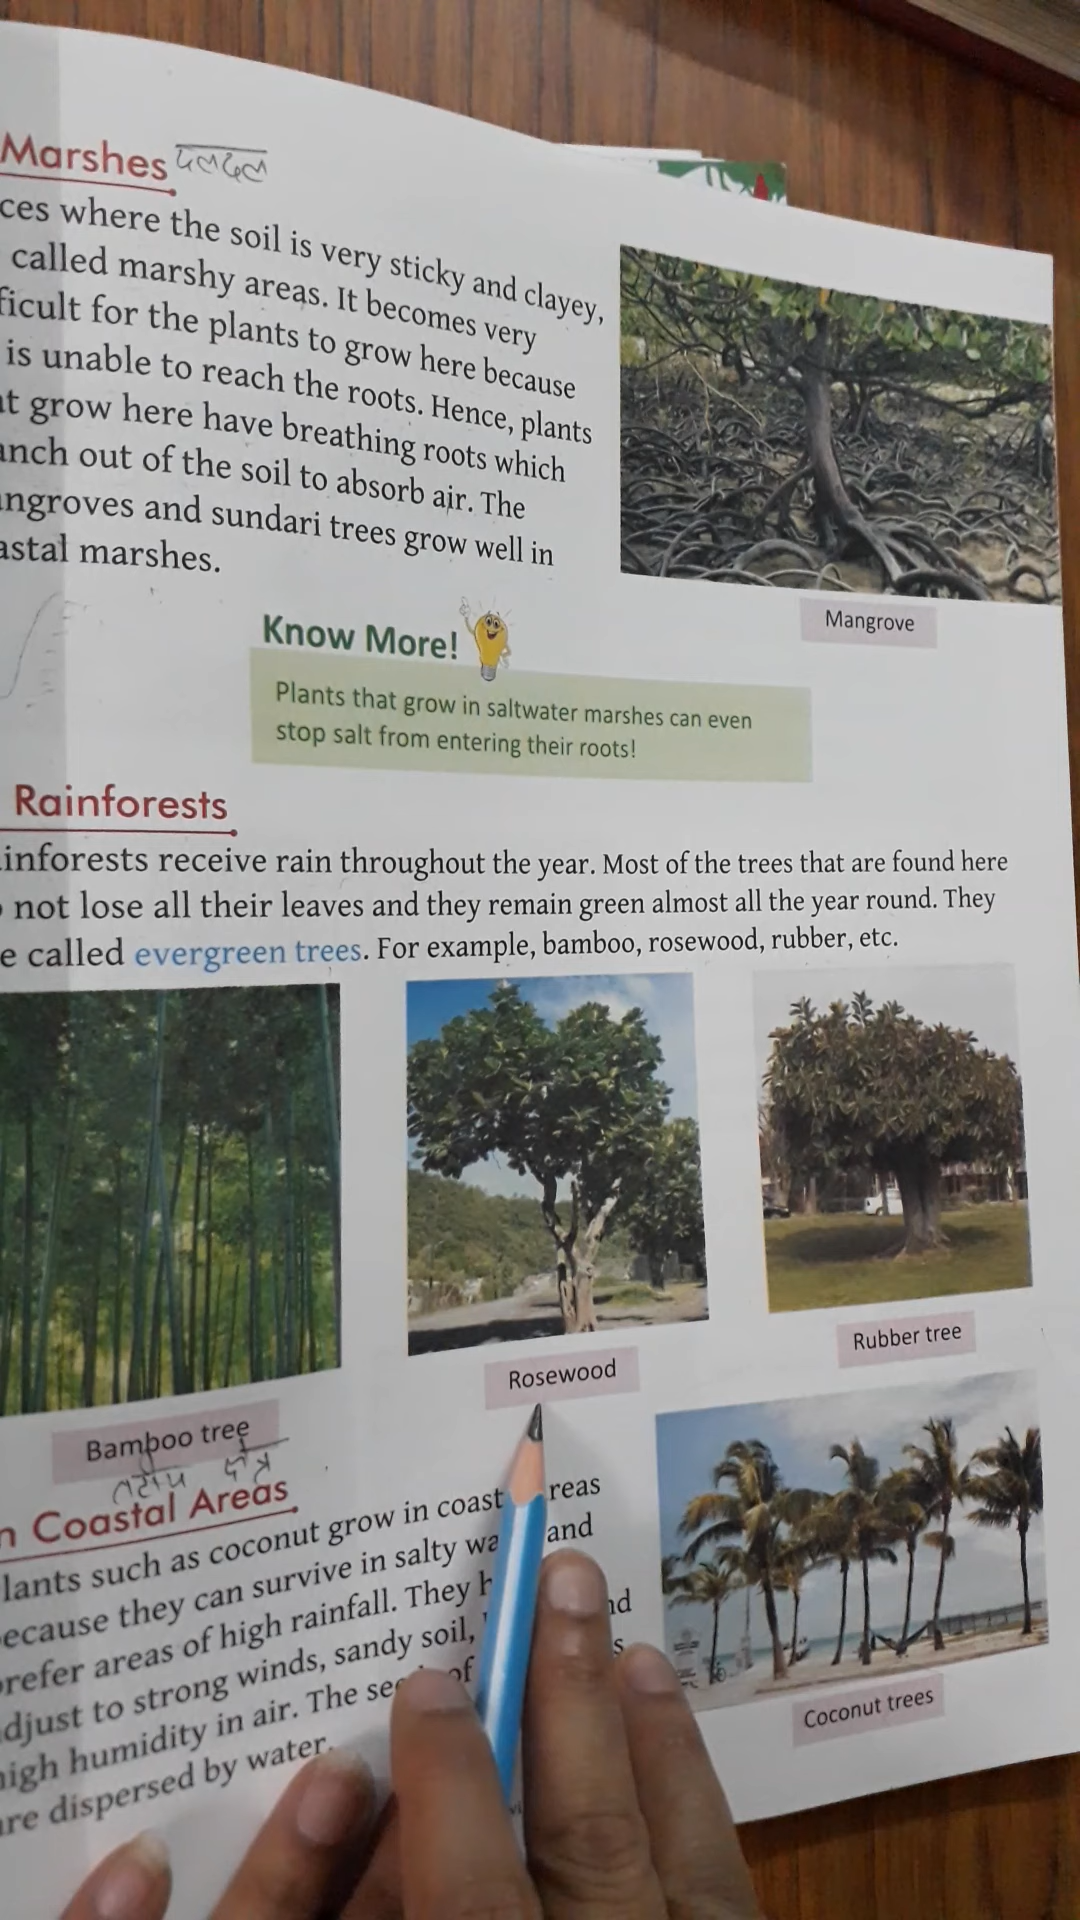 Marshes दलदल
ces where the soil is very sticky and clayey,
called marshy areas. It becomes very
ficult for the plants to grow here because
is unable to reach the roots. Hence, plants
at grow here have breathing roots which
anch out of the soil to absorb air. The
ngroves and sundari trees grow well in
astal marshes.
Mangrove
Know More!
Plants that grow in saltwater marshes can even
stop salt from entering their roots!
Rainforests
inforests receive rain throughout the year. Most of the trees that are found here
not lose all their leaves and they remain green almost all the year round. They
e called evergreen trees. For example, bamboo, rosewood, rubber, etc.
Bamboo tree
Rosewood
Rubber tree
n Coastal Areas
lants such as coconut grow in coast reas
ecause they can survive in salty wa and
refer areas of high rainfall. They h nd
djust to strong winds, sandy soil, s
igh humidity in air. The see of
are dispersed by water.
Coconut trees